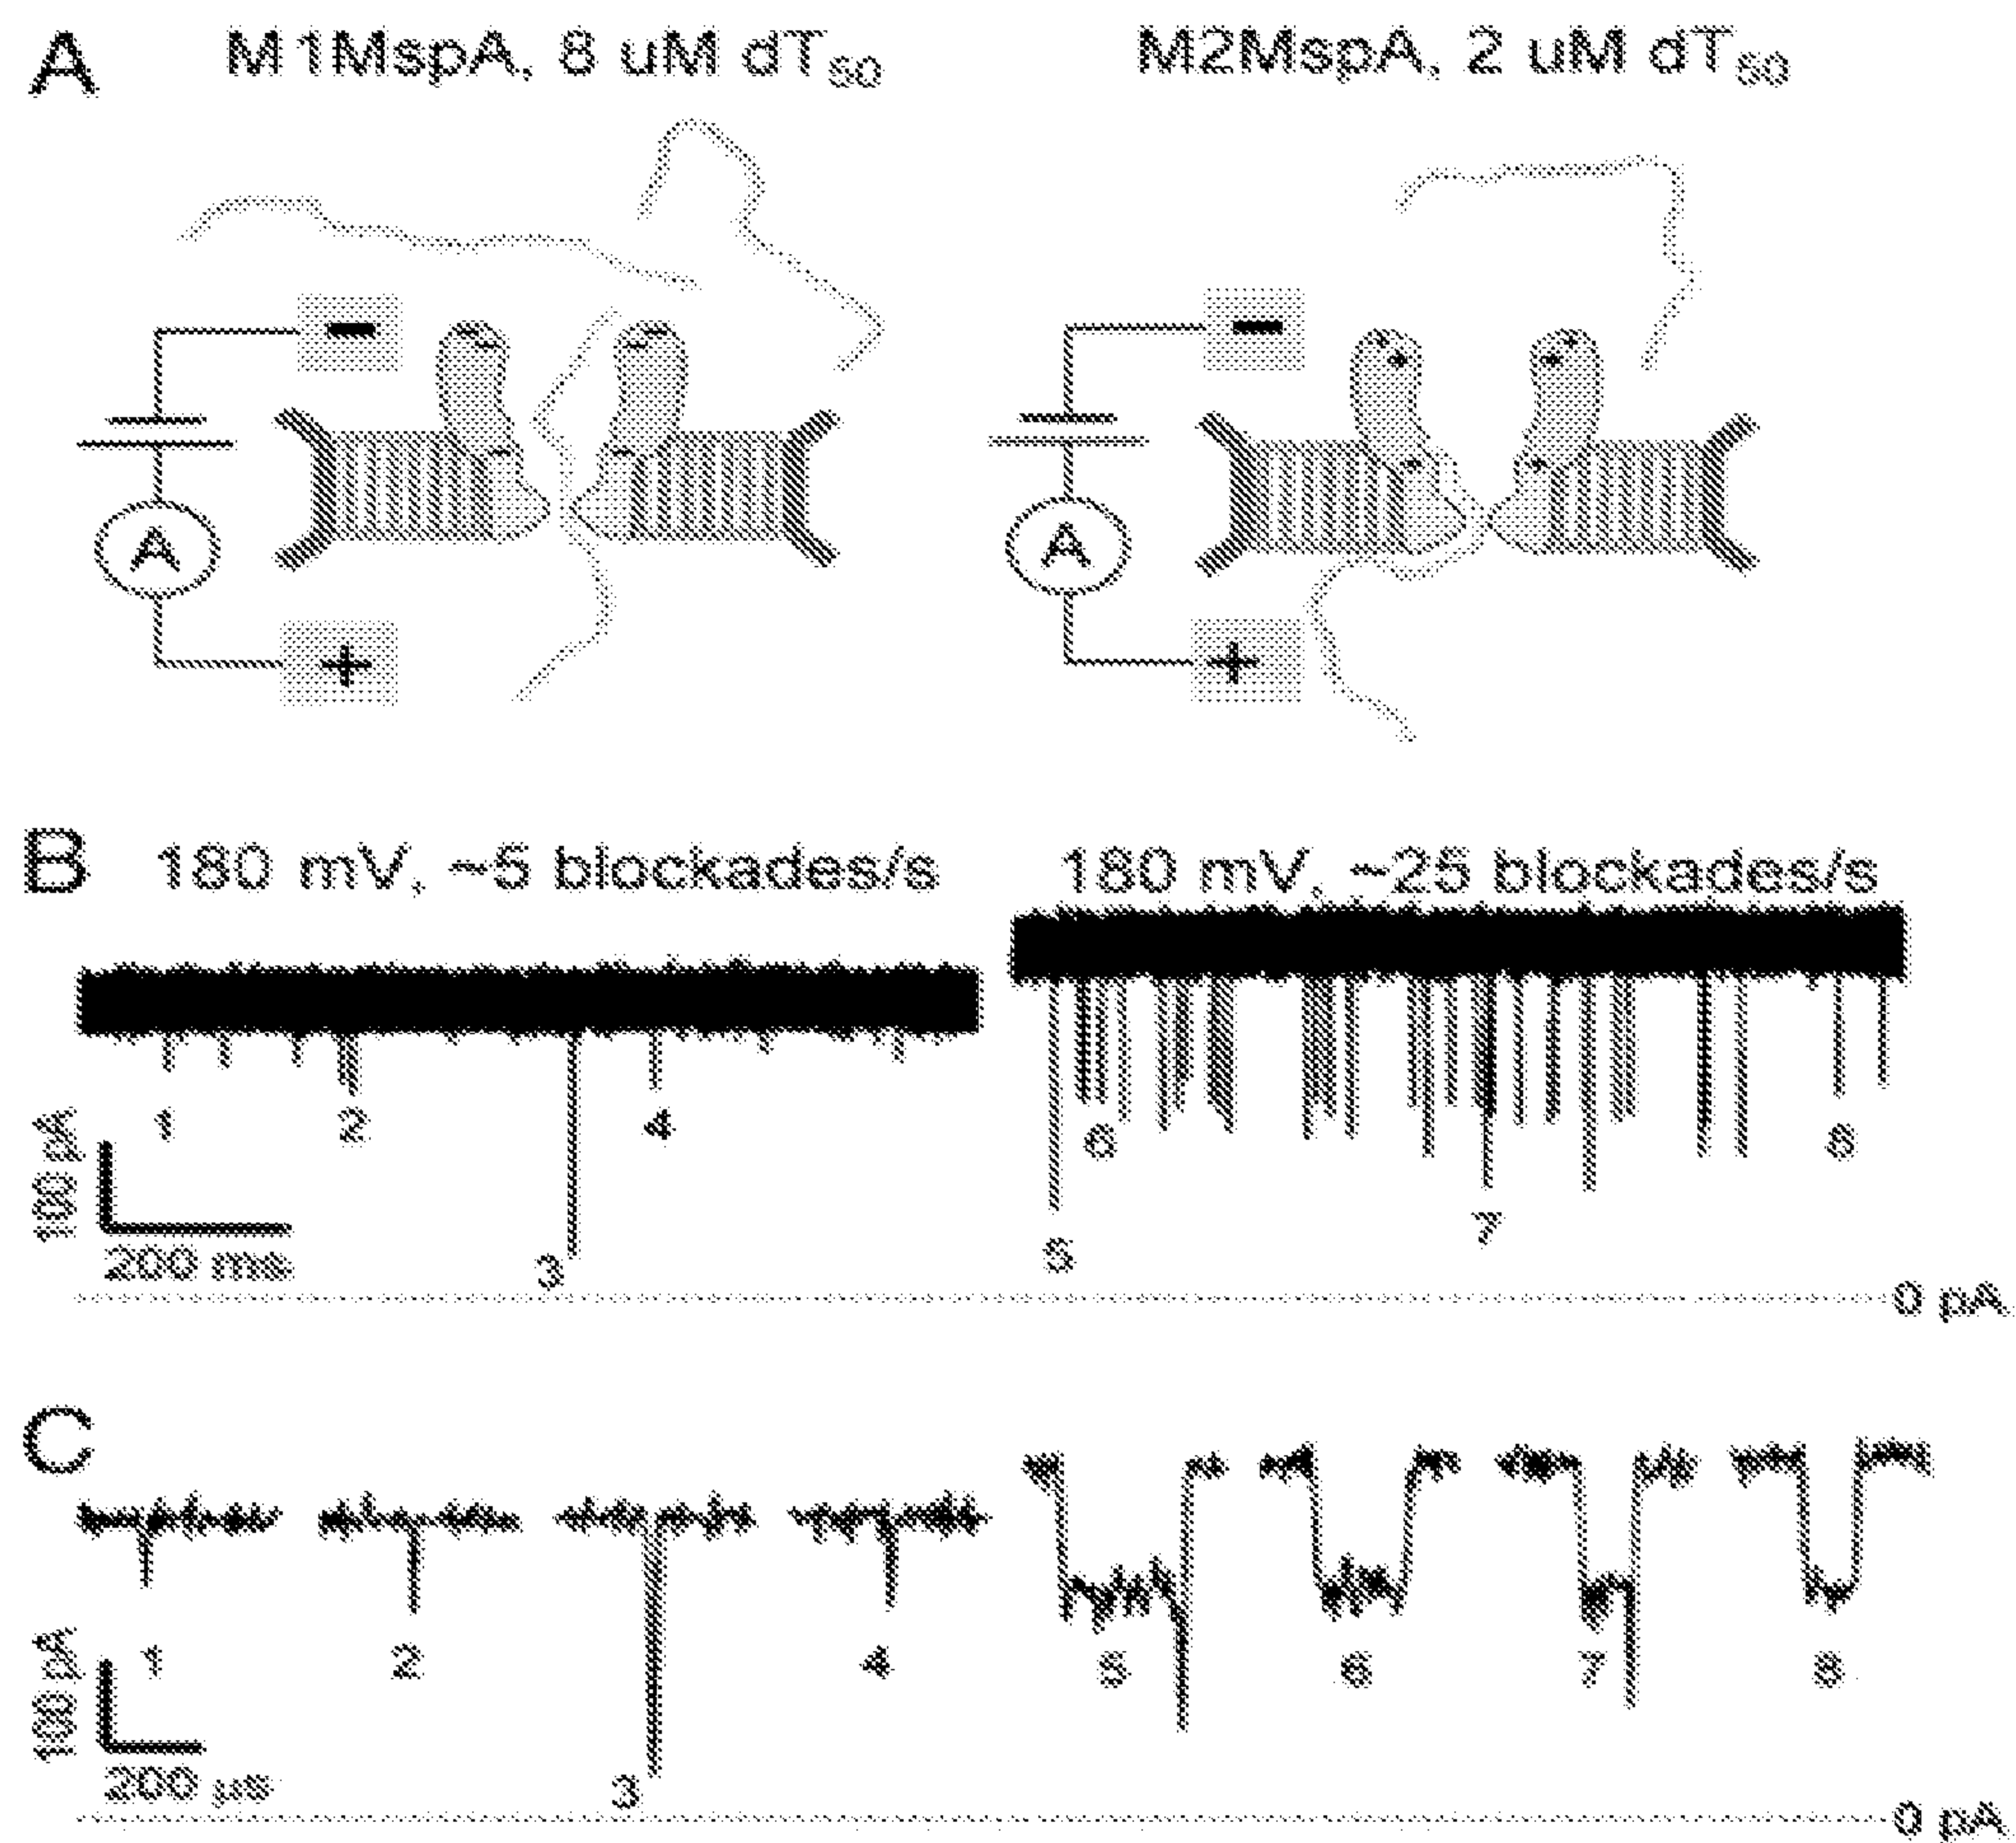 A M1MspA, 8 uM dT50 M2MspA, 2 uM dT50
− −
− − − − + + + +
− − + +
A A
+ +
B 180 mV, ~5 blockades/s 180 mV, ~25 blockades/s
1 2 4 6 6
100 pA
200 ms
3 5 7
0 pA
C
1 2 4 5 6 7 8
100 pA
200 µs
3
0 pA